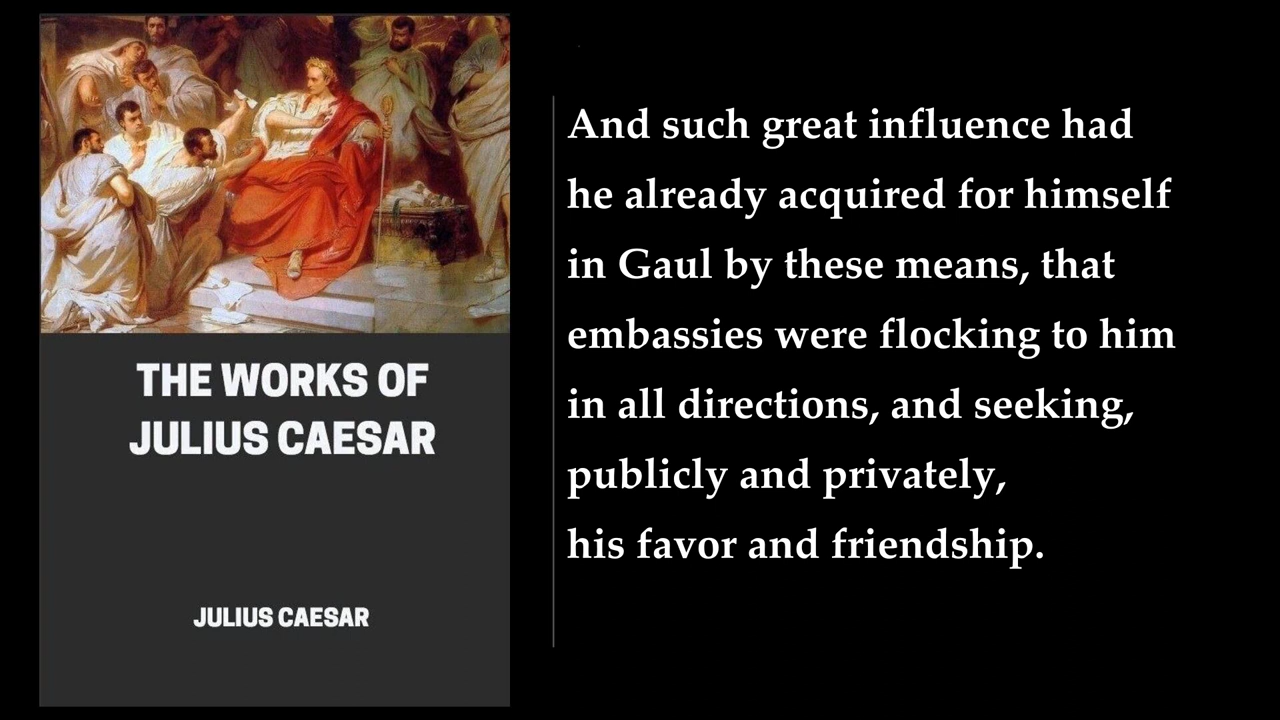 THE WORKS OF
JULIUS CAESAR
JULIUS CAESAR
And such great influence had
he already acquired for himself
in Gaul by these means, that
embassies were flocking to him
in all directions, and seeking,
publicly and privately,
his favor and friendship.